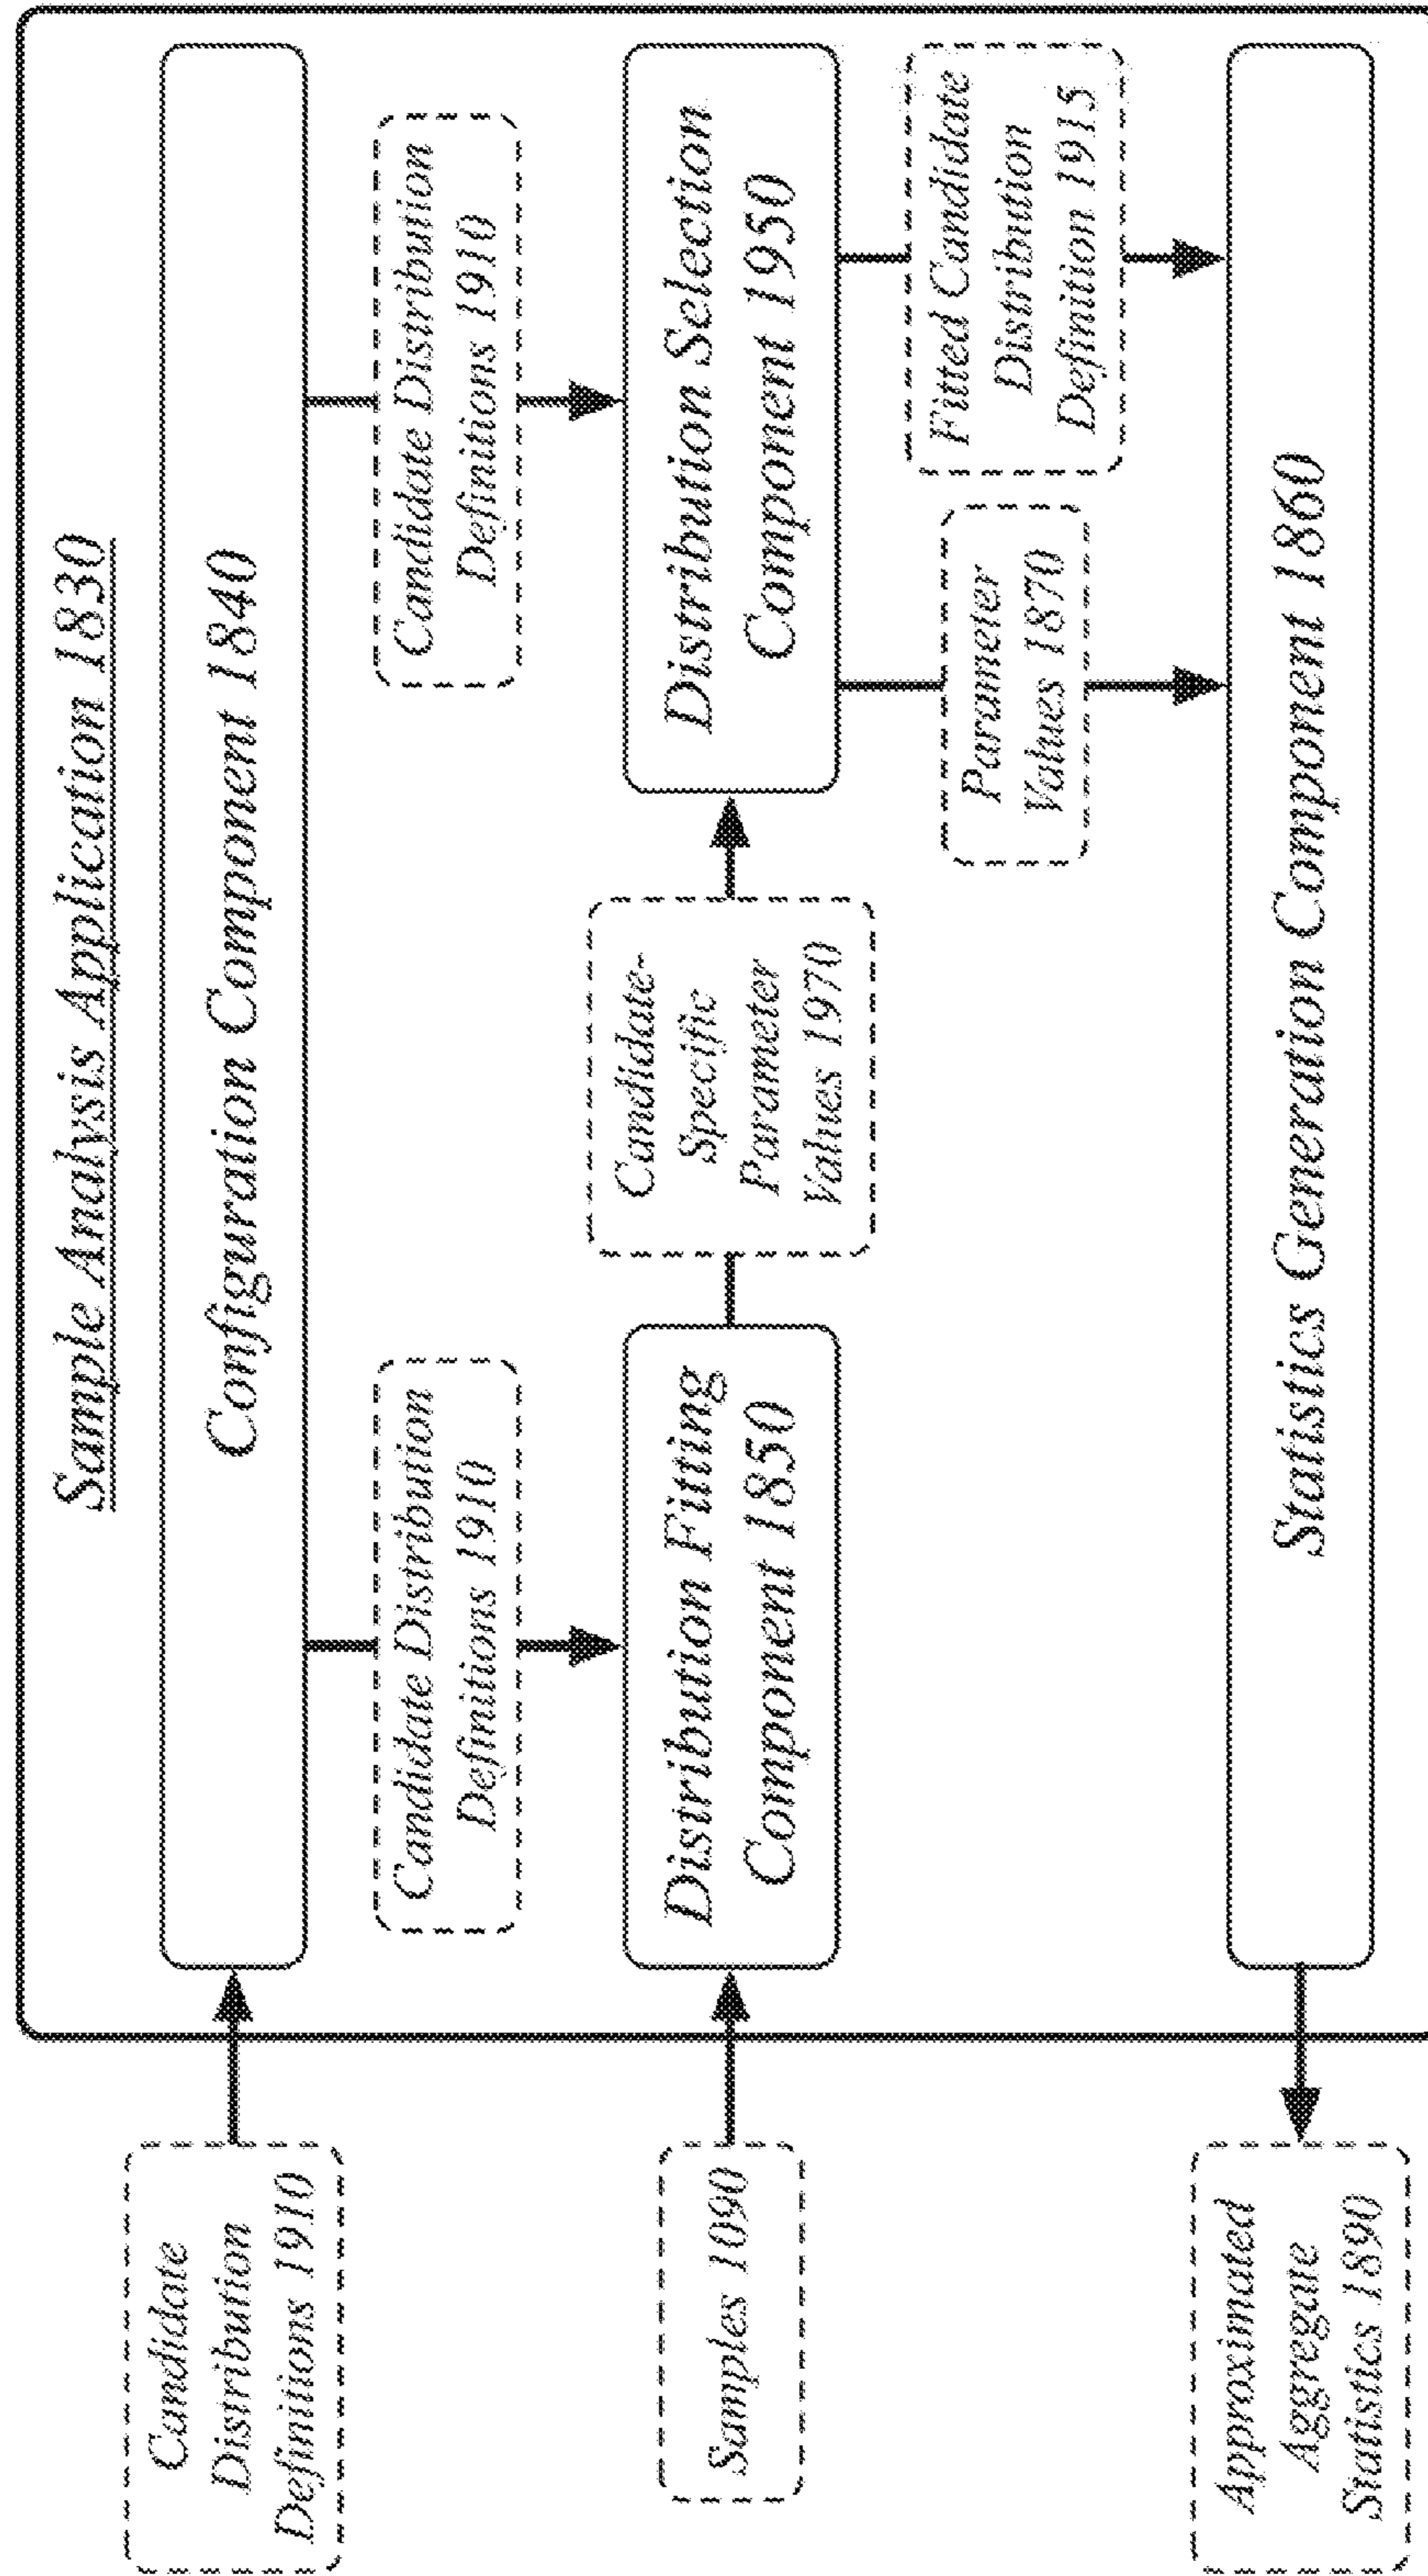 Sample Analysis Application 1830
Candidate
Distribution
Definitions 1910
Configuration Component 1840
Candidate Distribution
Definitions 1910
Candidate Distribution
Definitions 1910
Samples 1090
Distribution Fitting
Component 1850
Candidate-
Specific
Parameter
Values 1970
Distribution Selection
Component 1950
Parameter
Values 1870
Fitted Candidate
Distribution
Definition 1915
Approximated
Aggregate
Statistics 1890
Statistics Generation Component 1860